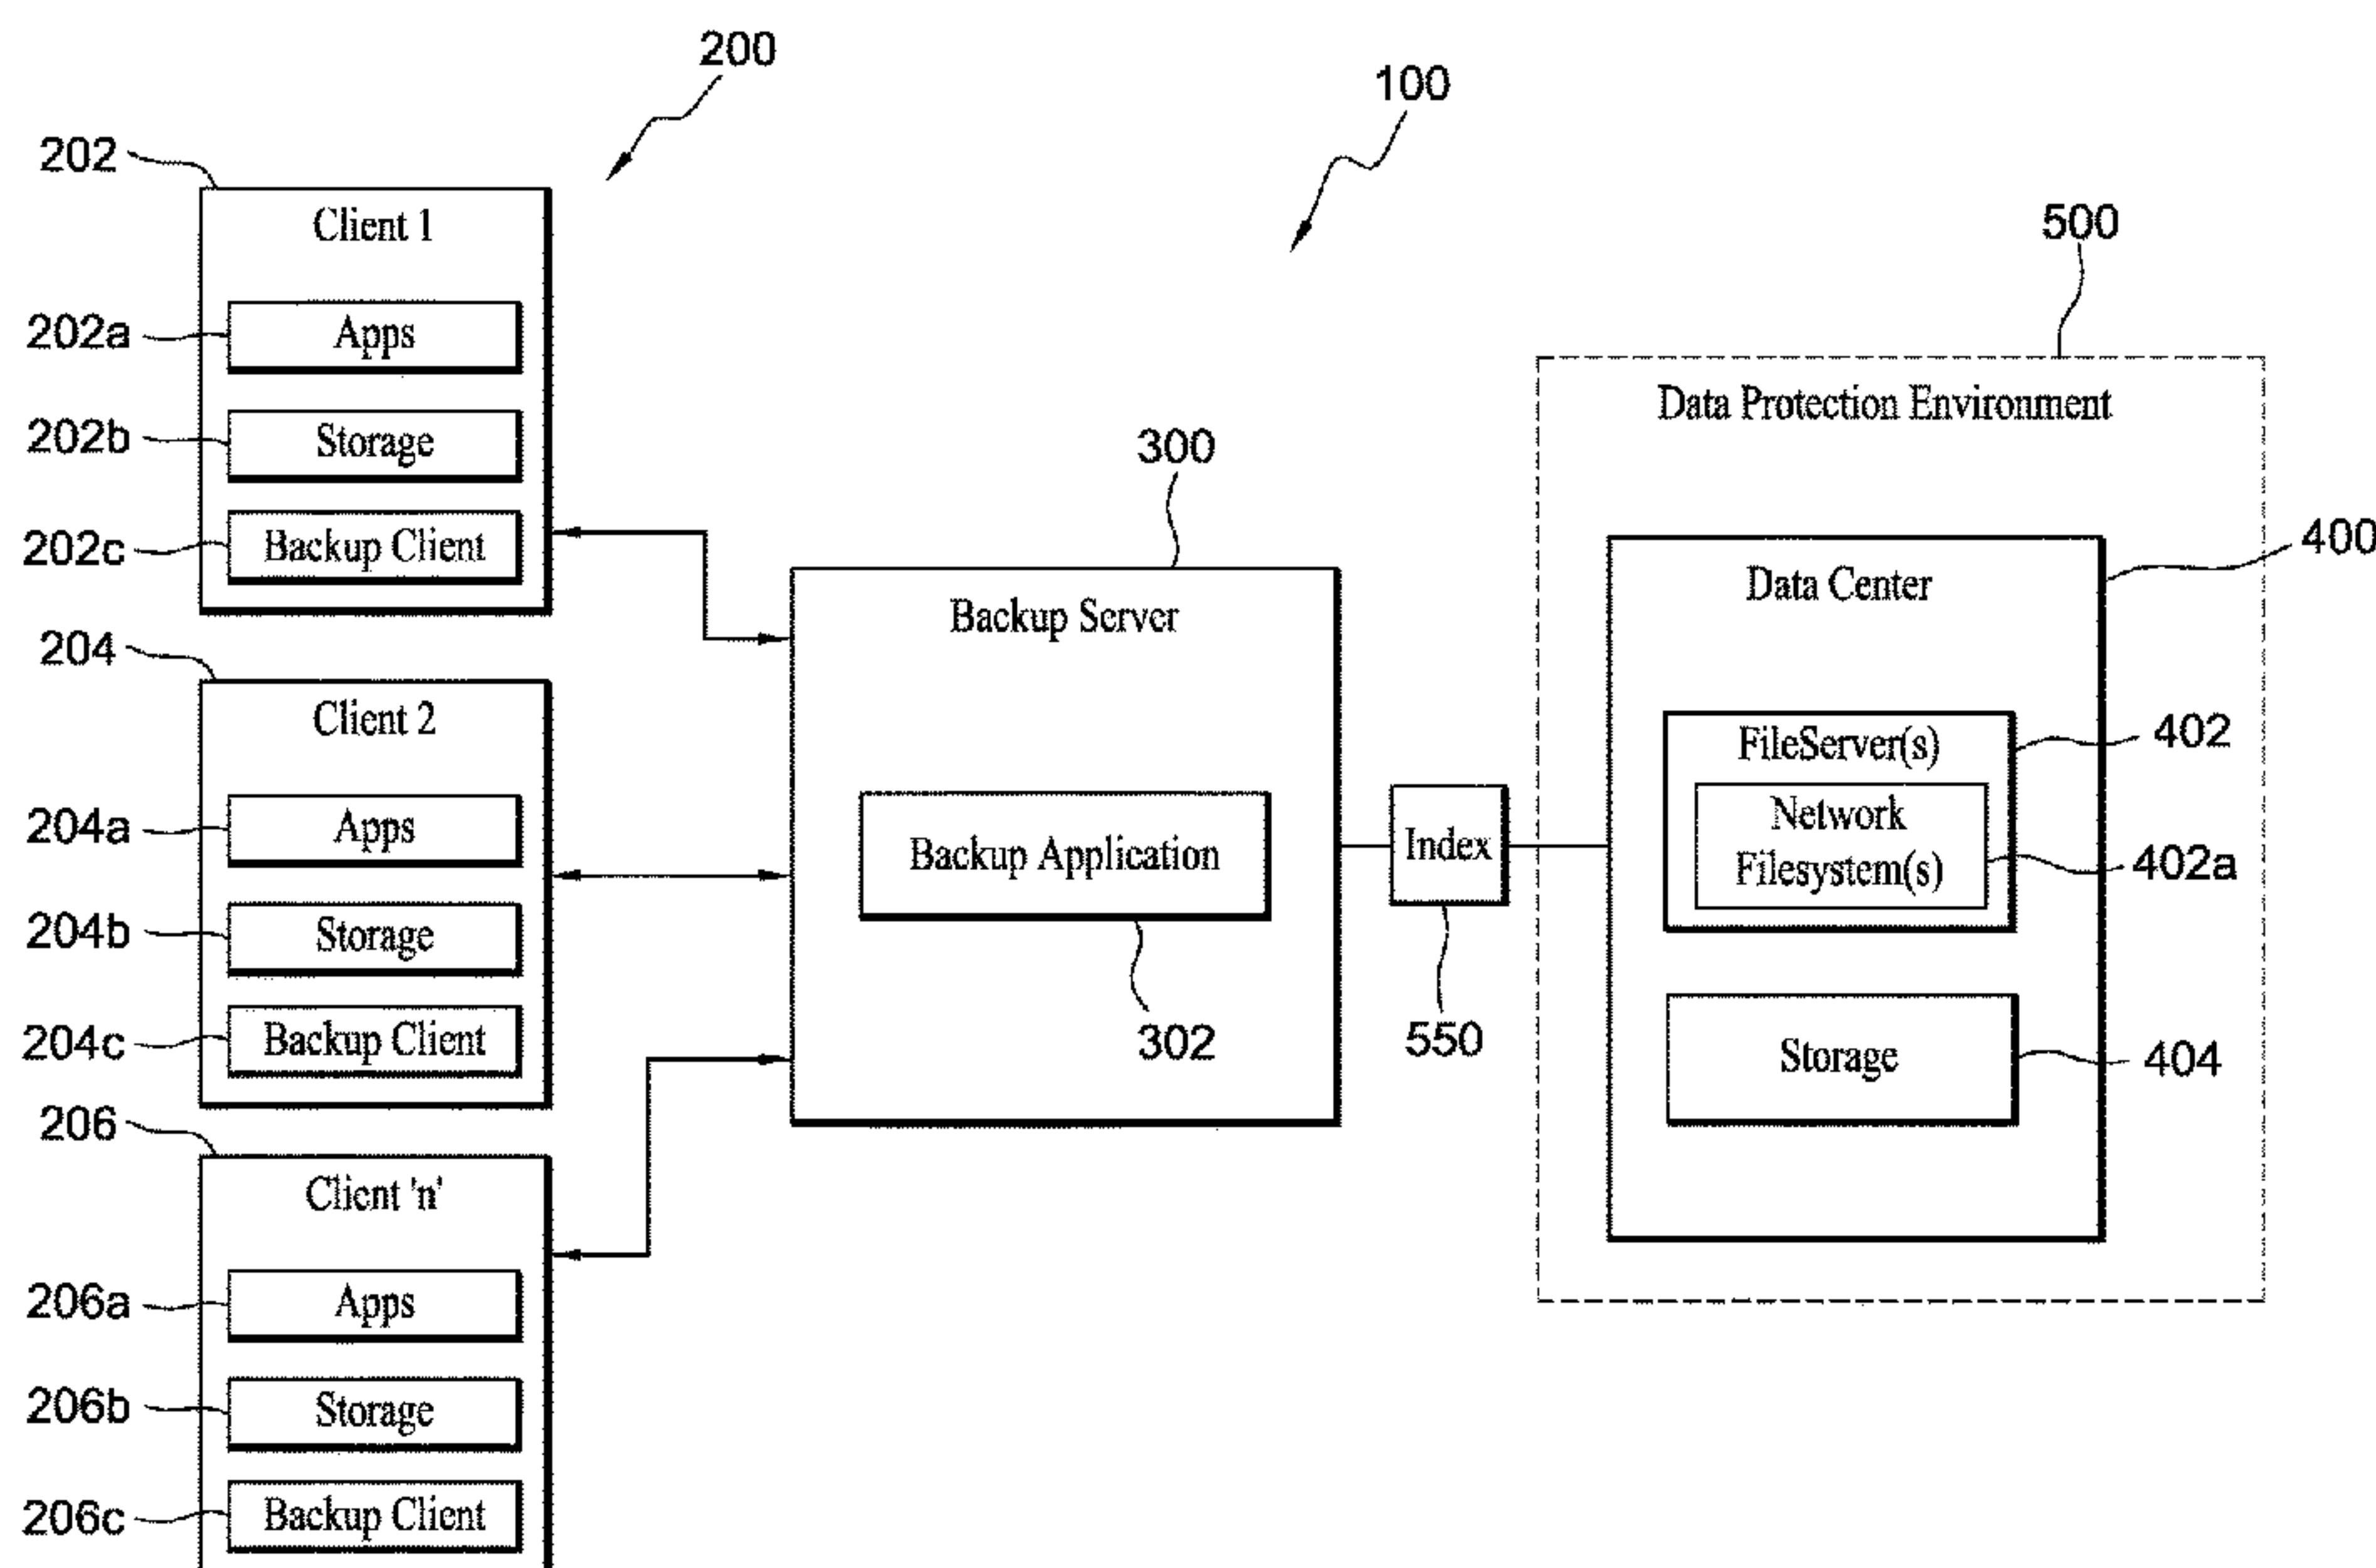 200
100
202
Client 1
202a
Apps
202b
Storage
202c
Backup Client
204
Client 2
204a
Apps
204b
Storage
204c
Backup Client
206
Client 'n'
206a
Apps
206b
Storage
206c
Backup Client
300
Backup Server
Backup Application
302
Index
550
500
Data Protection Environment
400
Data Center
FileServer(s)
402
Network
Filesystem(s)
402a
Storage
404